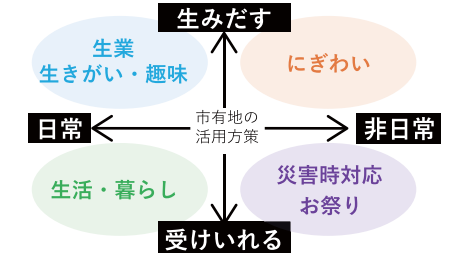 生みだす
生業
生きがい・趣味
にぎわい
日常
市有地の
活用方策
非日常
生活・暮らし
災害時対応
お祭り
受けいれる